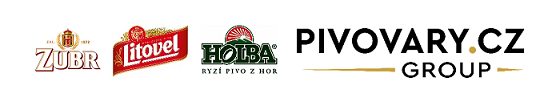 ZUBR
Litovel
HOLBA
RYZÍ PIVO Z HOR
PIVOVARY.CZ
GROUP